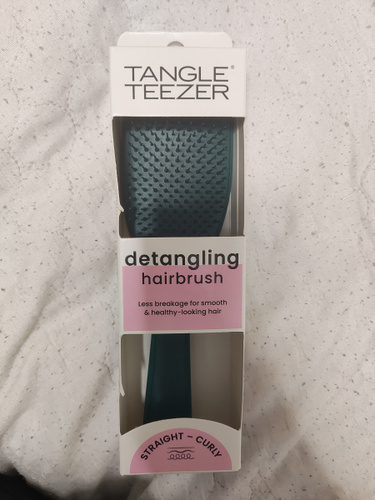 TANGLE®
TEEZER
detangling
hairbrush
Less breakage for smooth
& healthy-looking hair
STRAIGHT – CURLY